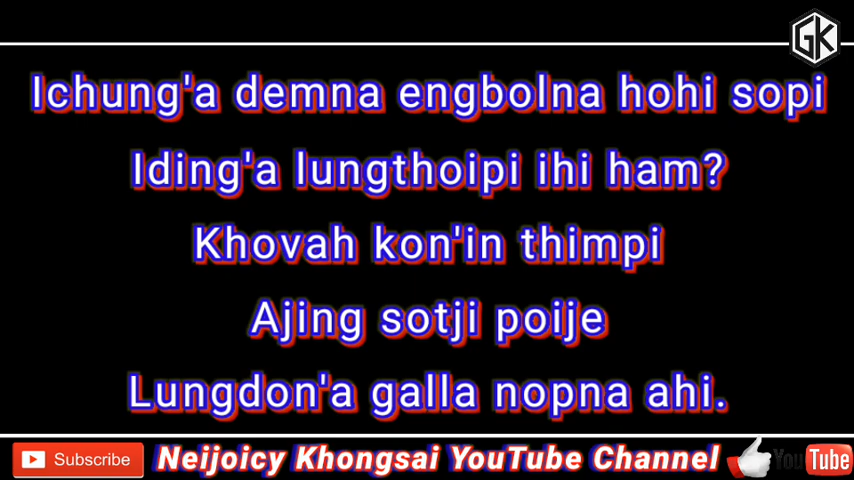 GK
Ichung'a demna engbolna hohi sopi
Iding'a lungthoipi ihi ham?
Khovah kon'in thimpi
Ajing sotji poije
Lungdon'a galla nopna ahi.
Subscribe Neijoicy Khongsai YouTube Channel YouTube